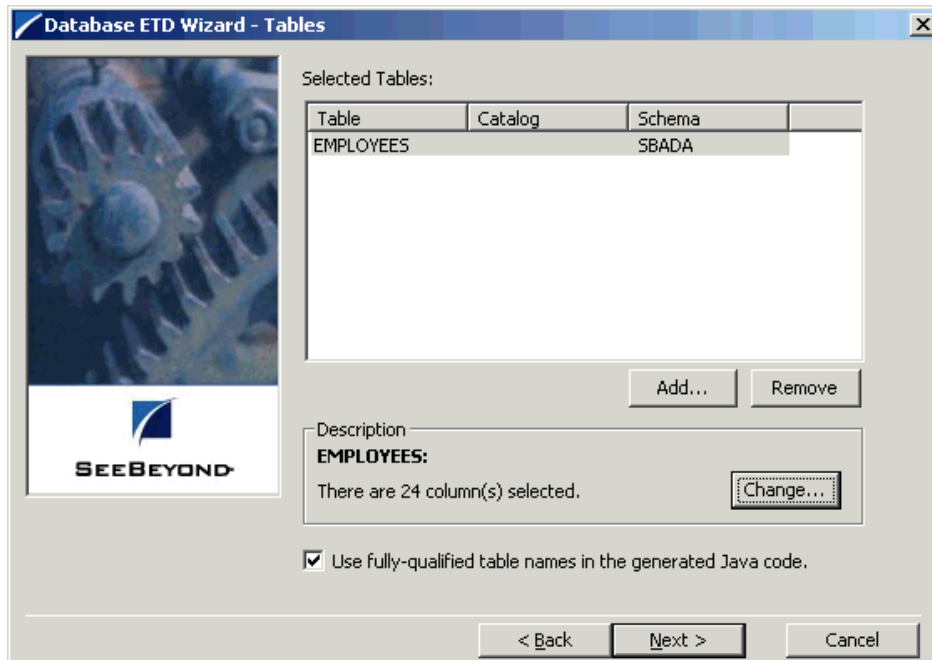 Database ETD Wizard - Tables
Selected Tables:
Table Catalog Schema
EMPLOYEES SBADA
Add... Remove
Description
EMPLOYEES:
There are 24 column(s) selected.
Change...
SEEBEYOND
Use fully-qualified table names in the generated Java code.
< Back Next > Cancel